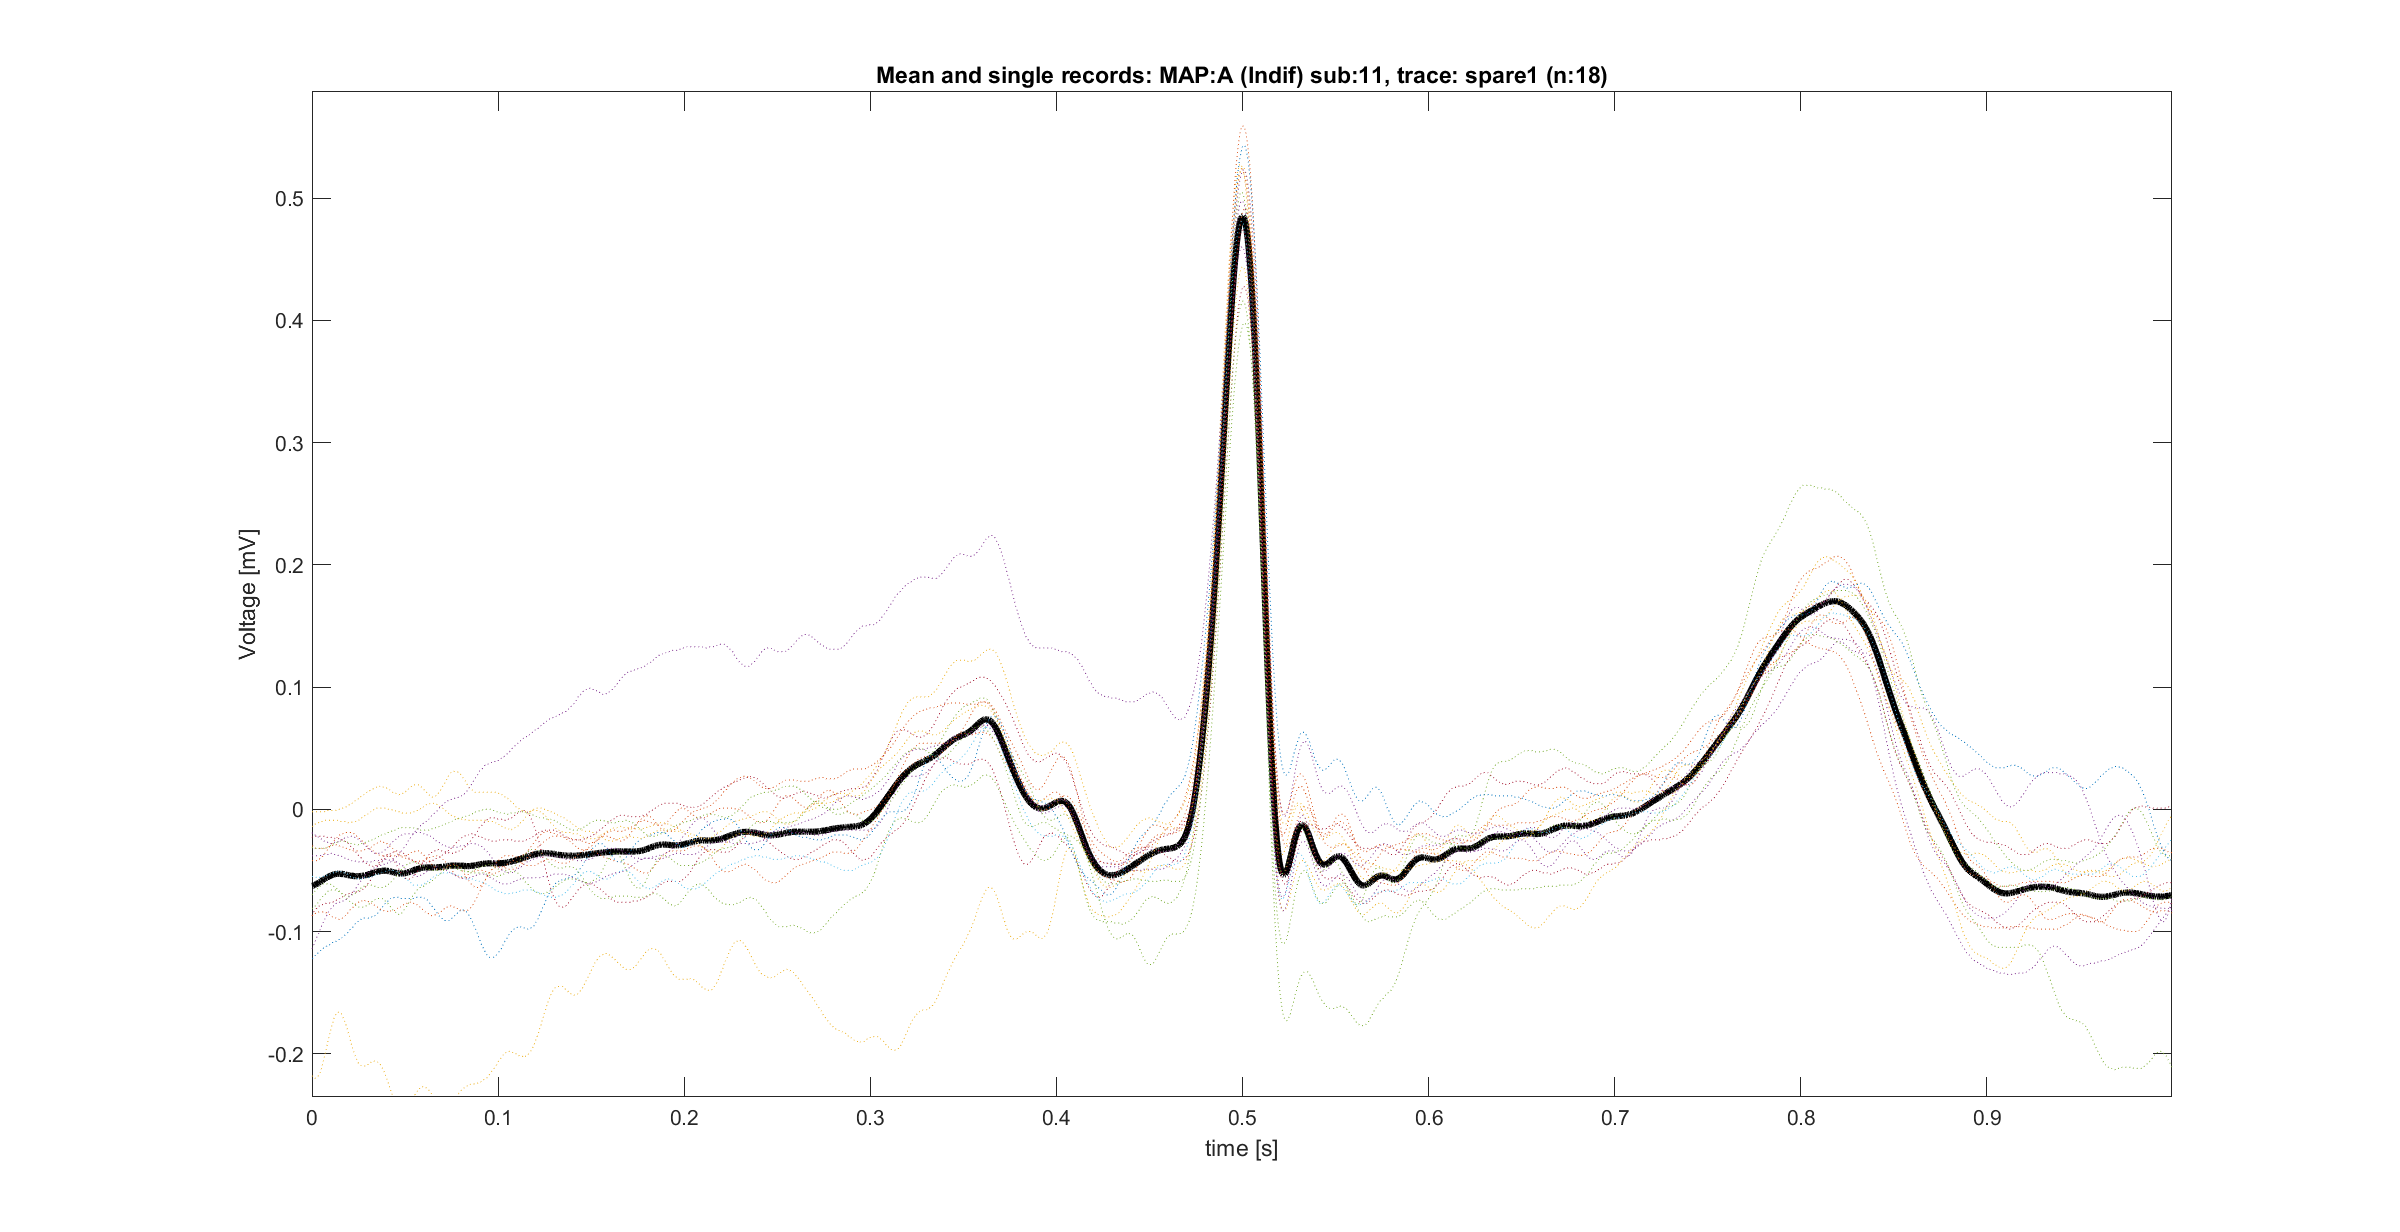 Mean and single records: MAP:A (Indif) sub:11, trace: spare1 (n:18)
Voltage [mV]
0.5
0.4
0.3
0.2
0.1
0
-0.1
-0.2
0 0.1 0.2 0.3 0.4 0.5 0.6 0.7 0.8 0.9
time [s]